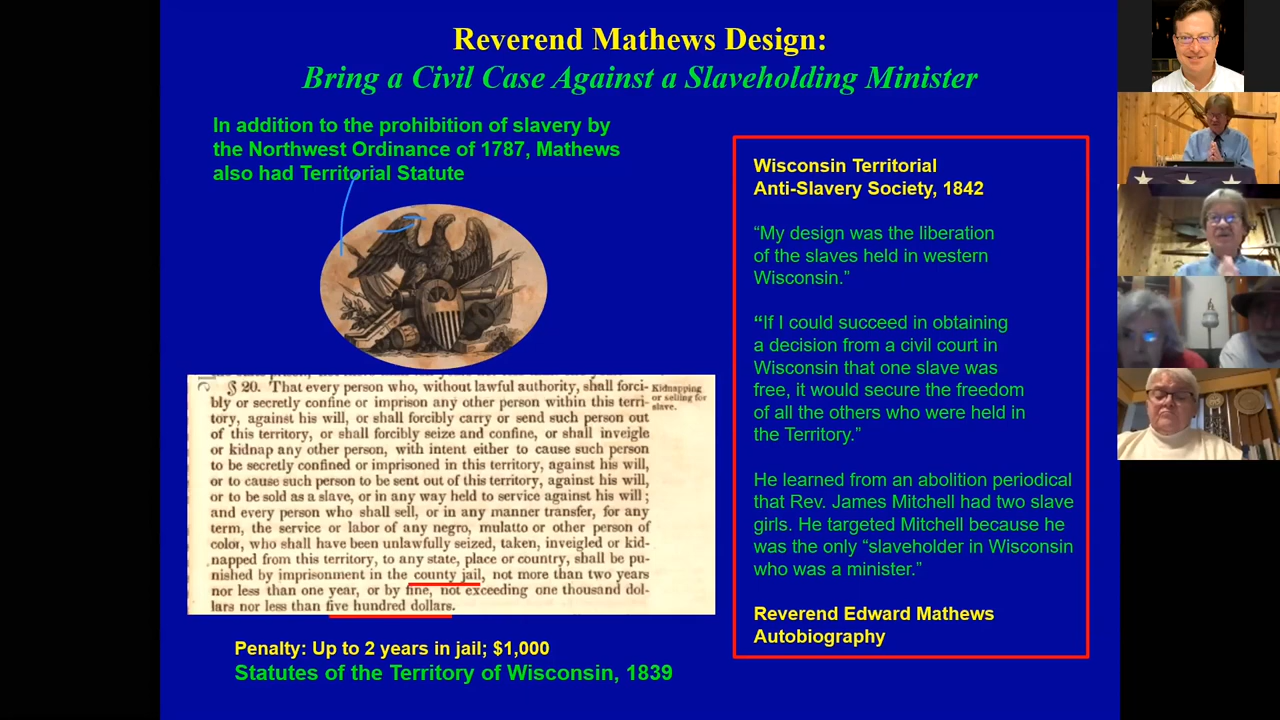 Reverend Mathews Design:
Bring a Civil Case Against a Slaveholding Minister
In addition to the prohibition of slavery by
the Northwest Ordinance of 1787, Mathews
also had Territorial Statute
§ 20. That every person who, without lawful authority, shall forci-
bly or secretly confine or imprison any other person within this terri-
tory, against his will, or shall forcibly carry or send such person out
of this territory, or shall forcibly seize and confine, or shall inveigle
or kidnap any other person, with intent either to cause such person
to be secretly confined or imprisoned in this territory, against his will,
or to cause such person to be sent out of this territory, against his will,
or to be sold as a slave, or in any way held to service against his will;
and every person who shall sell, or in any manner transfer, for any
term, the service or labor of any negro, mulatto or other person of
color, who shall have been unlawfully seized, taken, inveigled or kid-
napped from this territory, to any state, place or country, shall be pu-
nished by imprisonment in the county jail, not more than two years
nor less than one year, or by fine, not exceeding one thousand dol-
lars nor less than five hundred dollars.
Kidnapping
or selling for
slave.
Penalty: Up to 2 years in jail; $1,000
Statutes of the Territory of Wisconsin, 1839
Wisconsin Territorial
Anti-Slavery Society, 1842
“My design was the liberation
of the slaves held in western
Wisconsin.”
“If I could succeed in obtaining
a decision from a civil court in
Wisconsin that one slave was
free, it would secure the freedom
of all the others who were held in
the Territory.”
He learned from an abolition periodical
that Rev. James Mitchell had two slave
girls. He targeted Mitchell because he
was the only “slaveholder in Wisconsin
who was a minister.”
Reverend Edward Mathews
Autobiography